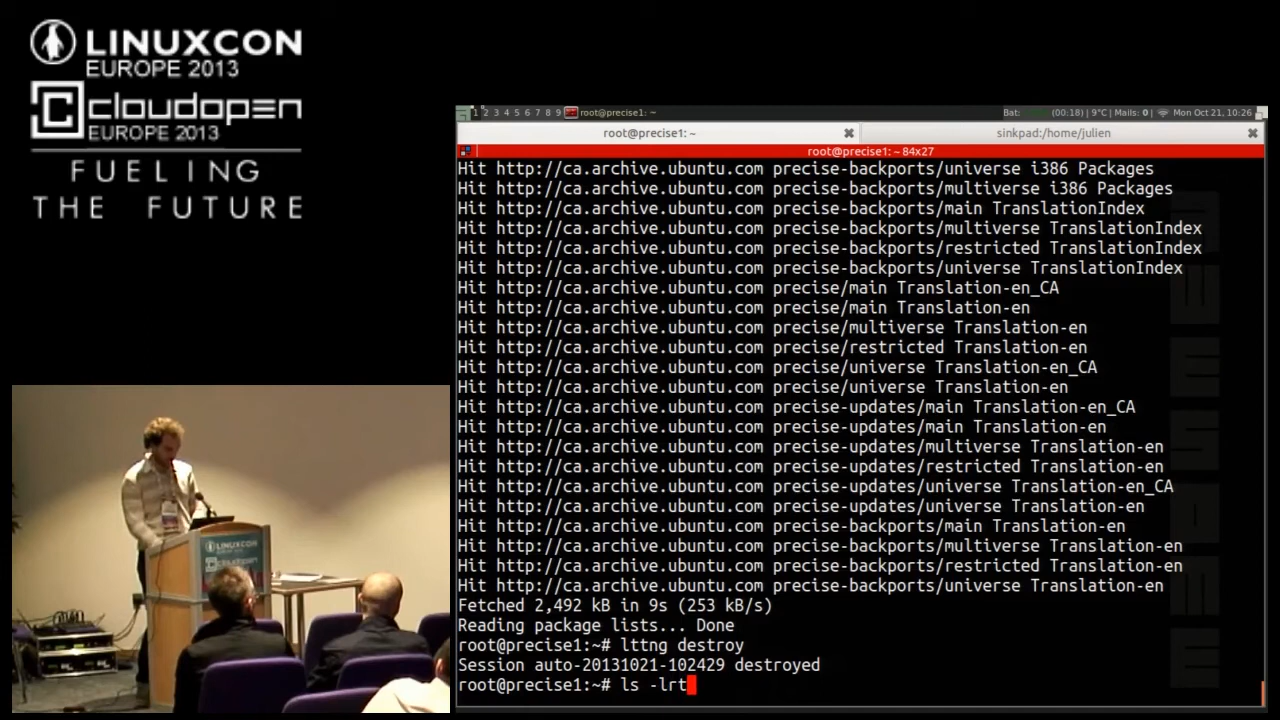 LINUXCON
EUROPE 2013
cloudopen
EUROPE 2013
FUELING
THE FUTURE
1 2 3 4 5 6 7 8 9 root@precise1: ~
Bat: (00:18) | 9°C | Mails: 0 | Mon Oct 21, 10:26
root@precise1: ~
sinkpad:/home/julien
root@precise1: ~ 84x27
Hit http://ca.archive.ubuntu.com precise-backports/universe i386 Packages
Hit http://ca.archive.ubuntu.com precise-backports/multiverse i386 Packages
Hit http://ca.archive.ubuntu.com precise-backports/main TranslationIndex
Hit http://ca.archive.ubuntu.com precise-backports/multiverse TranslationIndex
Hit http://ca.archive.ubuntu.com precise-backports/restricted TranslationIndex
Hit http://ca.archive.ubuntu.com precise-backports/universe TranslationIndex
Hit http://ca.archive.ubuntu.com precise/main Translation-en_CA
Hit http://ca.archive.ubuntu.com precise/main Translation-en
Hit http://ca.archive.ubuntu.com precise/multiverse Translation-en
Hit http://ca.archive.ubuntu.com precise/restricted Translation-en
Hit http://ca.archive.ubuntu.com precise/universe Translation-en_CA
Hit http://ca.archive.ubuntu.com precise/universe Translation-en
Hit http://ca.archive.ubuntu.com precise-updates/main Translation-en_CA
Hit http://ca.archive.ubuntu.com precise-updates/main Translation-en
Hit http://ca.archive.ubuntu.com precise-updates/multiverse Translation-en
Hit http://ca.archive.ubuntu.com precise-updates/restricted Translation-en
Hit http://ca.archive.ubuntu.com precise-updates/universe Translation-en_CA
Hit http://ca.archive.ubuntu.com precise-updates/universe Translation-en
Hit http://ca.archive.ubuntu.com precise-backports/main Translation-en
Hit http://ca.archive.ubuntu.com precise-backports/multiverse Translation-en
Hit http://ca.archive.ubuntu.com precise-backports/restricted Translation-en
Hit http://ca.archive.ubuntu.com precise-backports/universe Translation-en
Fetched 2,492 kB in 9s (253 kB/s)
Reading package lists... Done
root@precise1:~# lttng destroy
Session auto-20131021-102429 destroyed
root@precise1:~# ls -lrt
LINUXCON
cloudopen